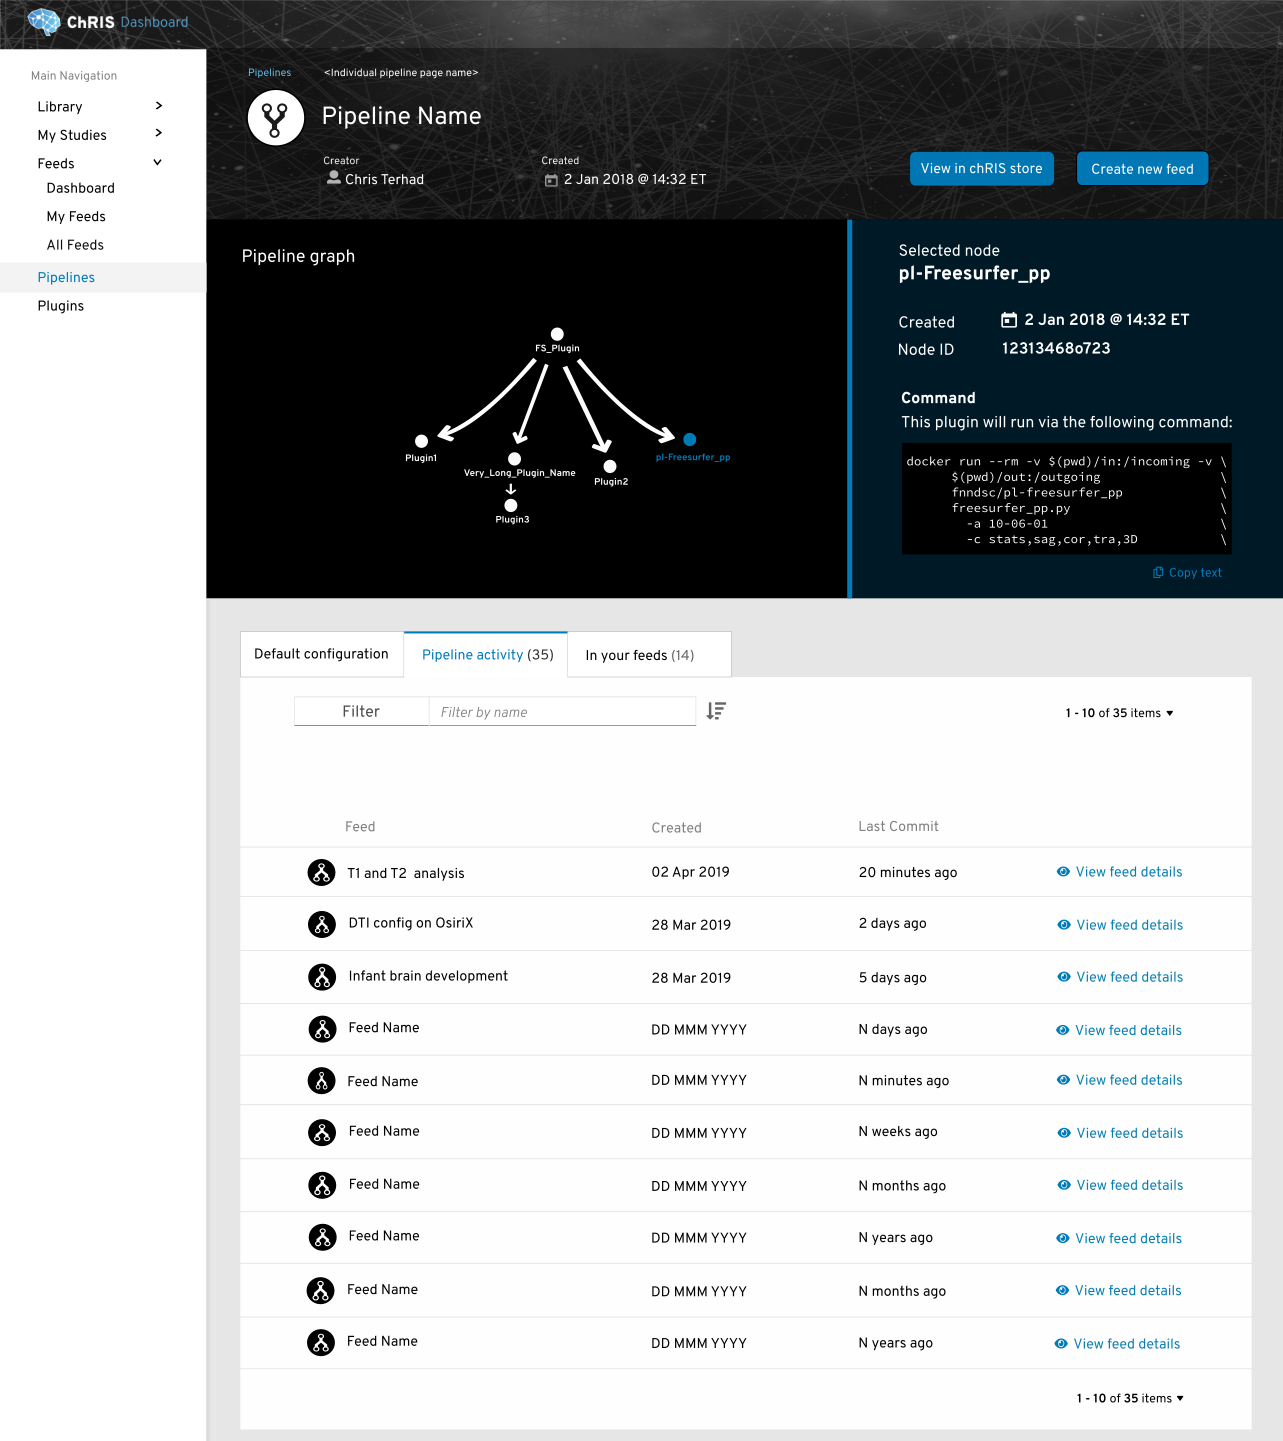 ChRIS Dashboard
Main Navigation
Library
My Studies
Feeds
Dashboard
My Feeds
All Feeds
Pipelines
Plugins
Pipelines <Individual pipeline page name>
Pipeline Name
Creator
Chris Terhad
Created
2 Jan 2018 @ 14:32 ET
View in chRIS store
Create new feed
Pipeline graph
FS_Plugin
Plugin1
Very_Long_Plugin_Name
Plugin2
pl-Freesurfer_pp
Plugin3
Selected node
pl-Freesurfer_pp
Created 2 Jan 2018 @ 14:32 ET
Node ID 12313468o723
Command
This plugin will run via the following command:
docker run --rm -v $(pwd)/in:/incoming -v \
$(pwd)/out:/outgoing \
fnndsc/pl-freesurfer_pp \
freesurfer_pp.py \
-a 10-06-01 \
-c stats,sag,cor,tra,3D \
Copy text
Default configuration
Pipeline activity (35)
In your feeds (14)
Filter
Filter by name
1 - 10 of 35 items
Feed Created Last Commit
T1 and T2 analysis 02 Apr 2019 20 minutes ago View feed details
DTI config on OsiriX 28 Mar 2019 2 days ago View feed details
Infant brain development 28 Mar 2019 5 days ago View feed details
Feed Name DD MMM YYYY N days ago View feed details
Feed Name DD MMM YYYY N minutes ago View feed details
Feed Name DD MMM YYYY N weeks ago View feed details
Feed Name DD MMM YYYY N months ago View feed details
Feed Name DD MMM YYYY N years ago View feed details
Feed Name DD MMM YYYY N months ago View feed details
Feed Name DD MMM YYYY N years ago View feed details
1 - 10 of 35 items